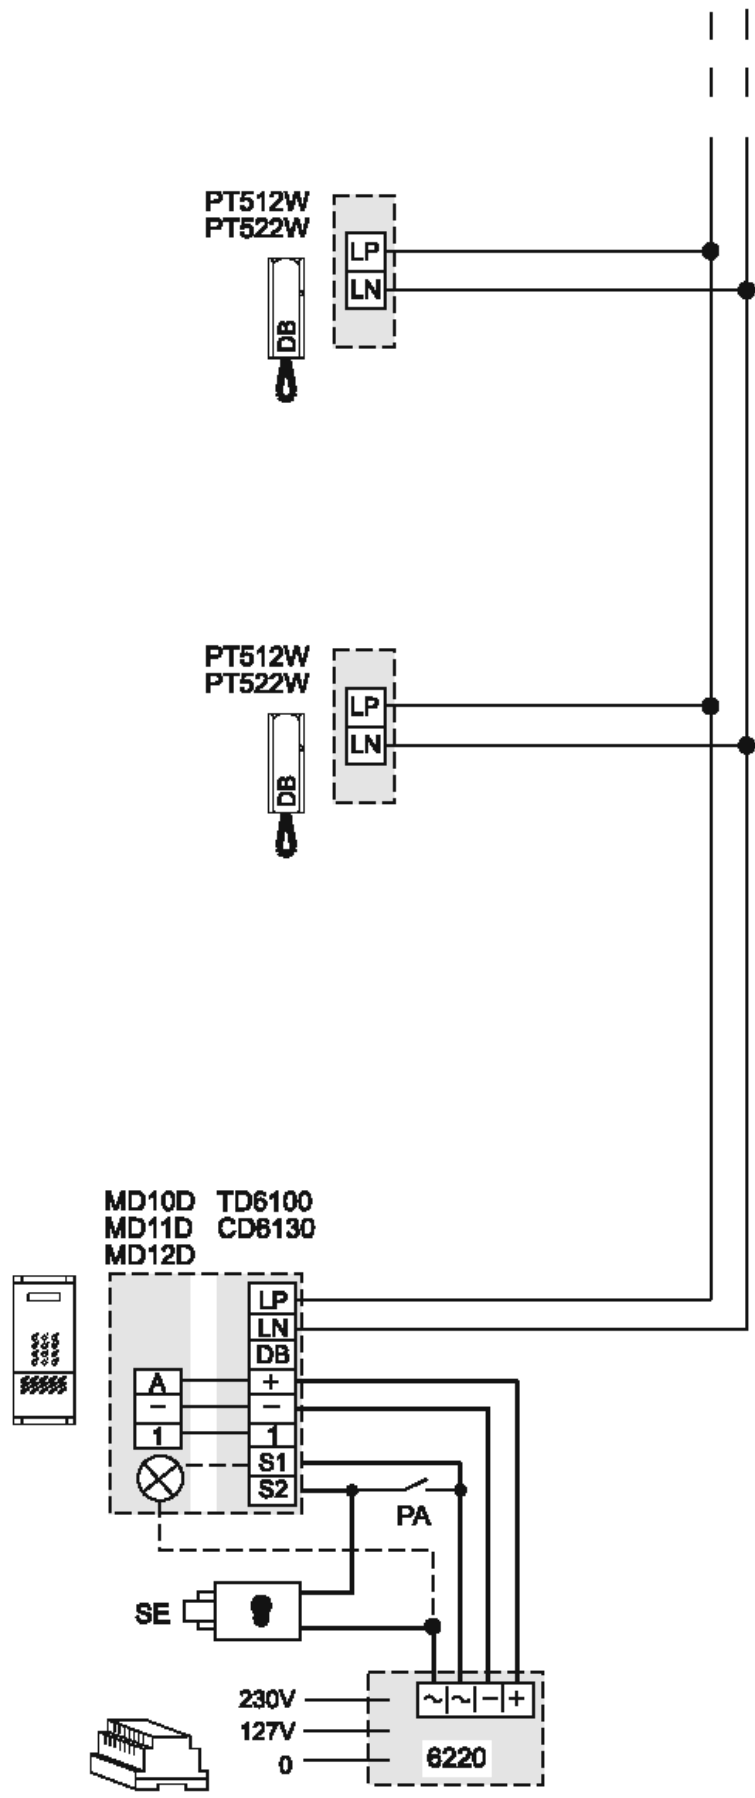 PT512W
PT522W
LP
LN
DB
PT512W
PT522W
LP
LN
DB
MD10D TD6100
MD11D CD6130
MD12D
LP
LN
DB
A +
− −
1 1
S1
S2
PA
SE
~ ~ − +
230V
127V
0
6220